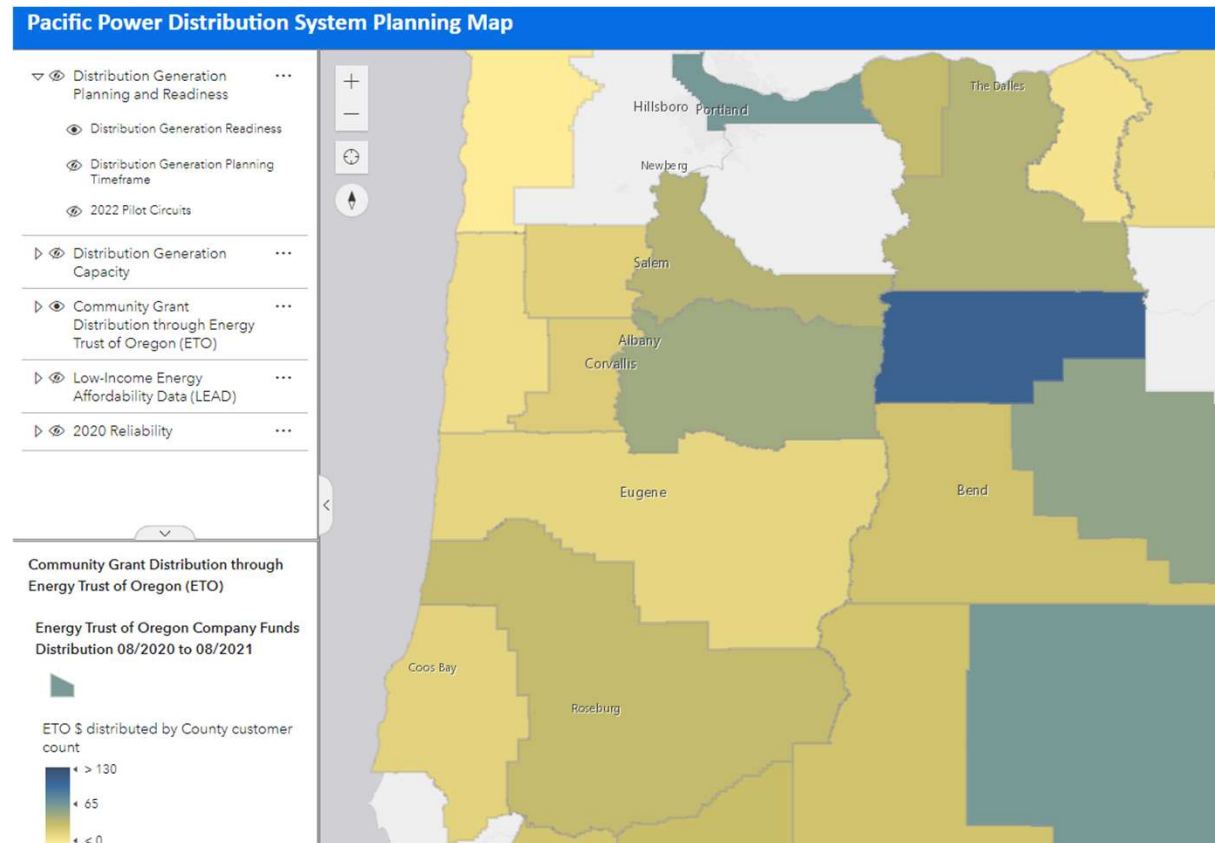 Pacific Power Distribution System Planning Map
Distribution Generation
Planning and Readiness
Distribution Generation Readiness
Distribution Generation Planning
Timeframe
2022 Pilot Circuits
Distribution Generation
Capacity
Community Grant
Distribution through Energy
Trust of Oregon (ETO)
Low-Income Energy
Affordability Data (LEAD)
2020 Reliability
Community Grant Distribution through
Energy Trust of Oregon (ETO)
Energy Trust of Oregon Company Funds
Distribution 08/2020 to 08/2021
ETO $ distributed by County customer
count
> 130
65
< 0
The Dalles
Hillsboro
Portland
Newberg
Salem
Albany
Corvallis
Eugene
Bend
Coos Bay
Roseburg